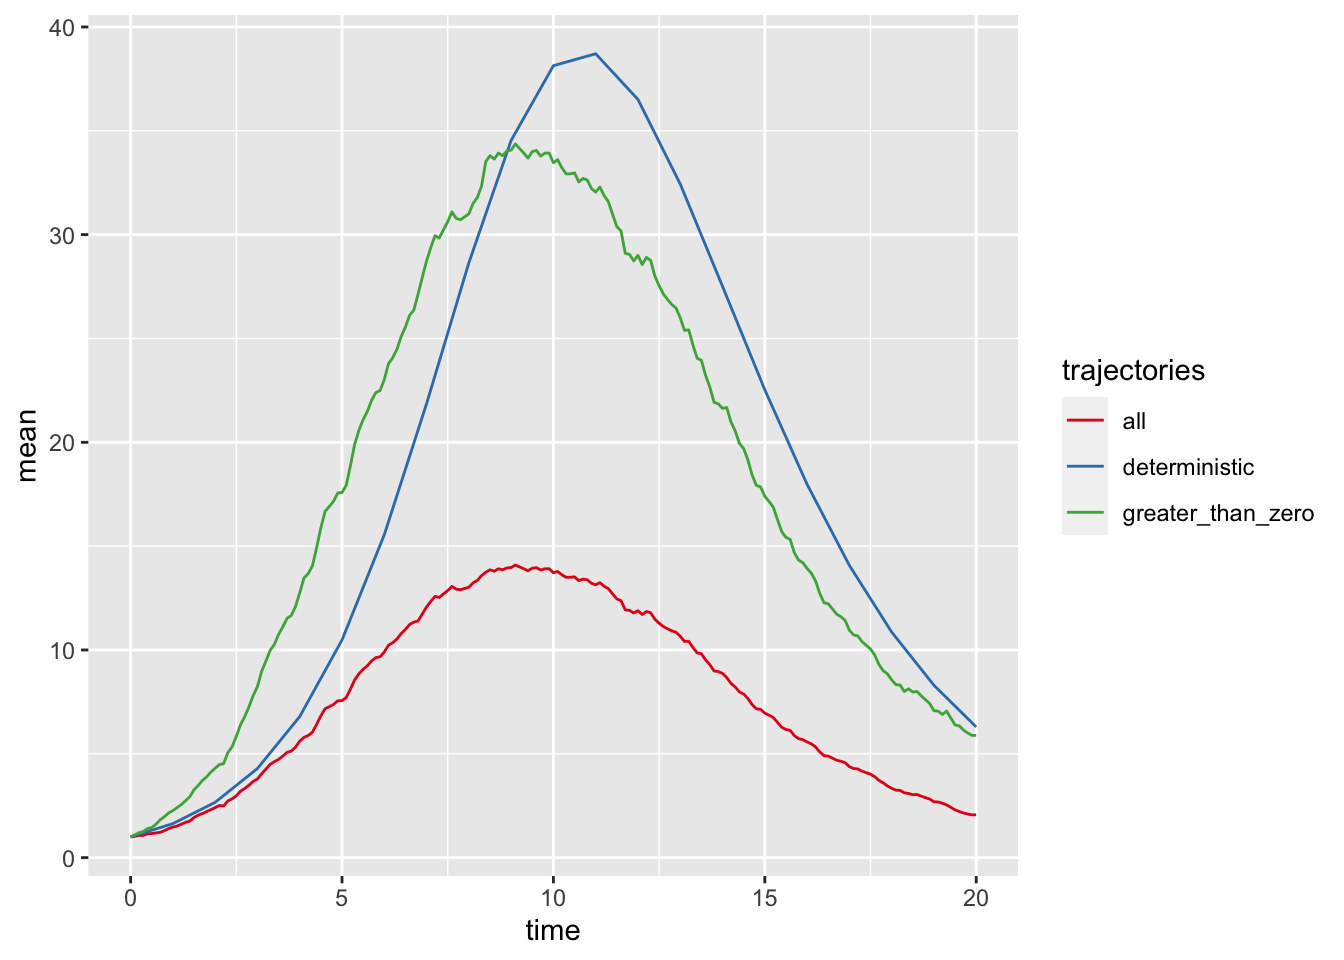 40
30
20
10
0
mean
0 5 10 15 20
time
trajectories
all
deterministic
greater_than_zero